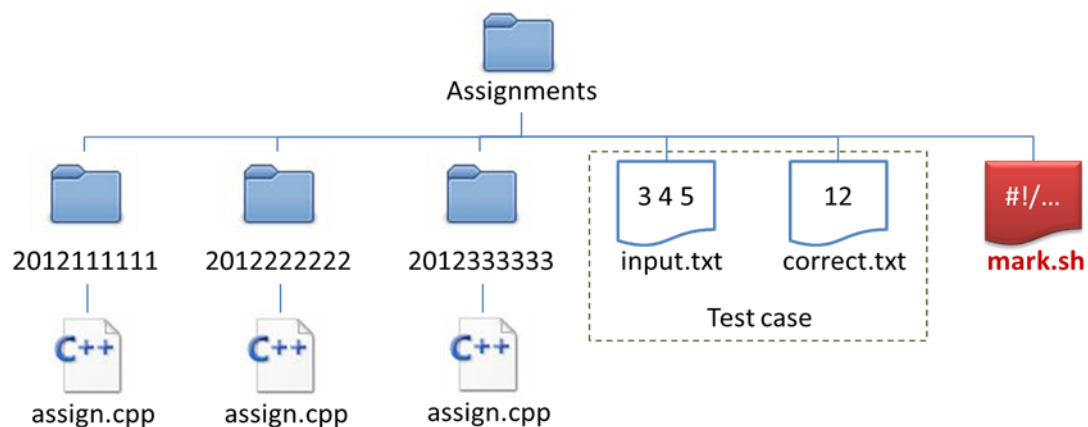 Assignments
3 4 5
12
#!/...
2012111111
2012222222
2012333333
input.txt
correct.txt
mark.sh
Test case
C++
C++
C++
assign.cpp
assign.cpp
assign.cpp